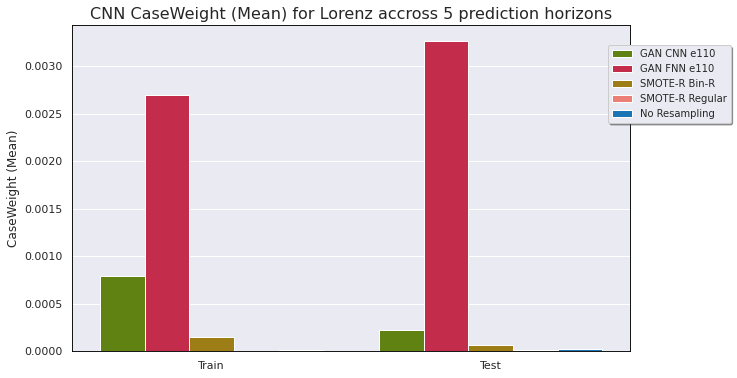 CNN CaseWeight (Mean) for Lorenz accross 5 prediction horizons
GAN CNN e110
GAN FNN e110
SMOTE-R Bin-R
SMOTE-R Regular
No Resampling
CaseWeight (Mean)
0.0030
0.0025
0.0020
0.0015
0.0010
0.0005
0.0000
Train
Test